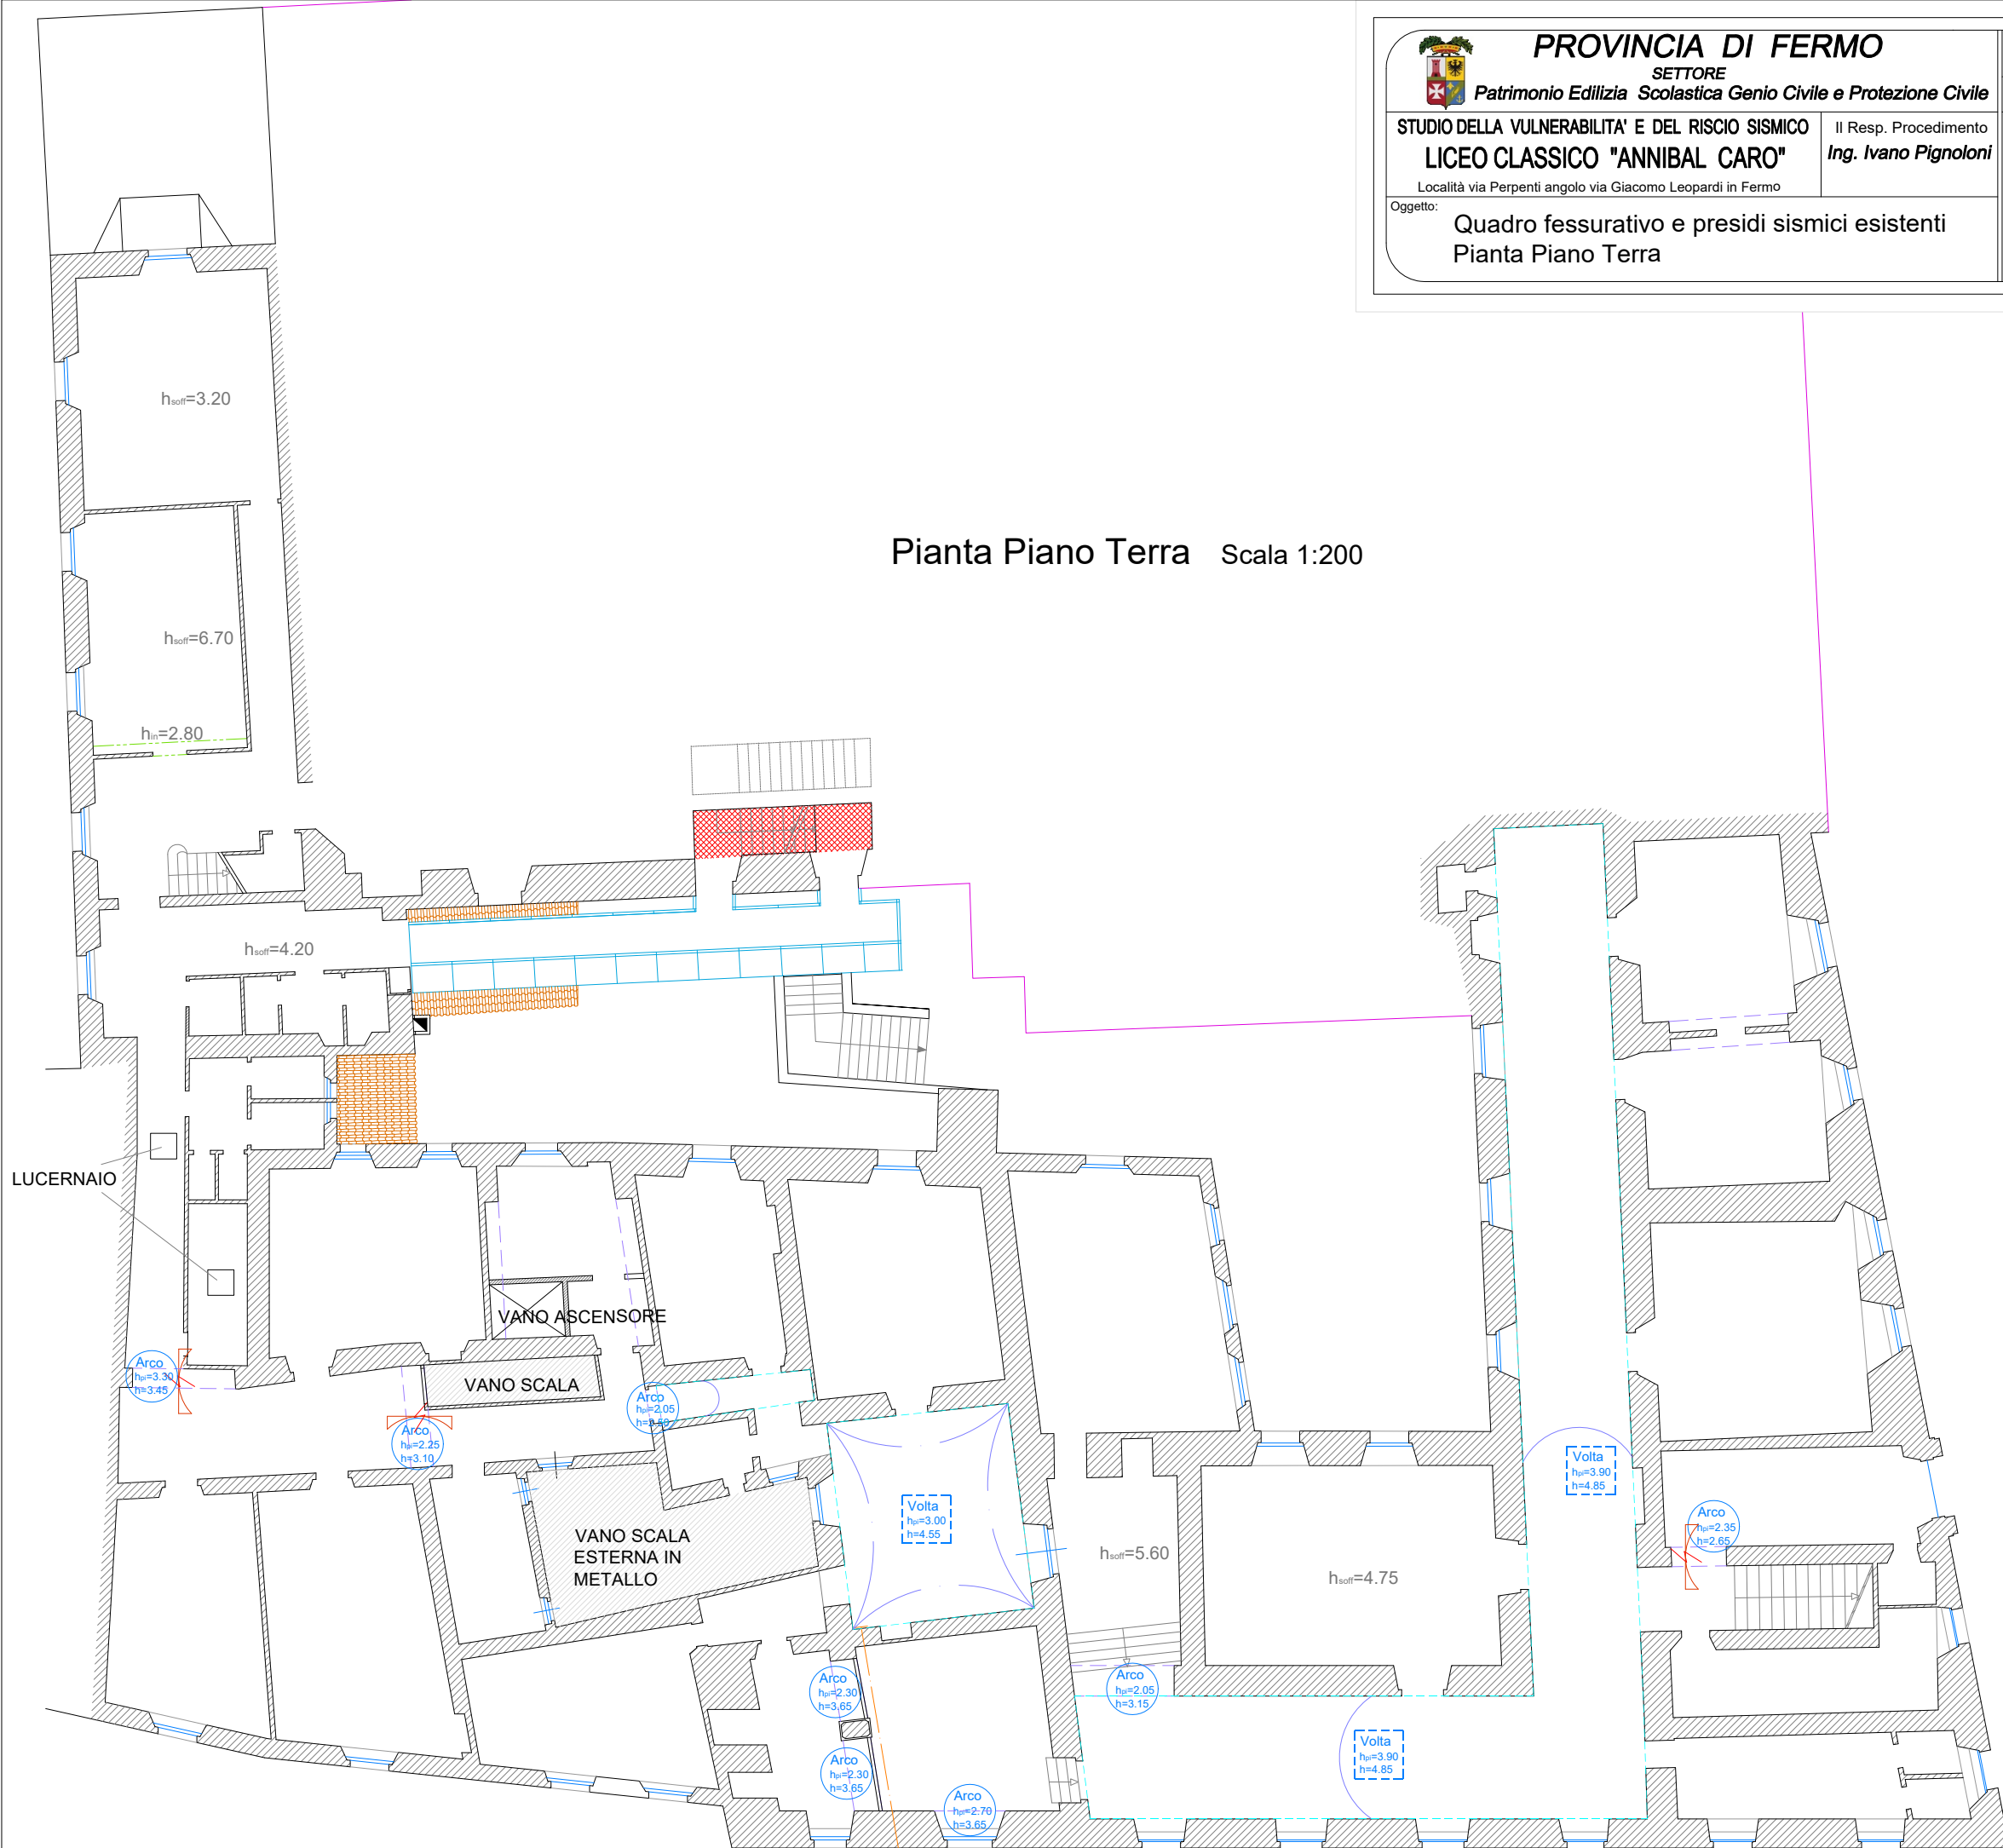 PROVINCIA DI FERMO
SETTORE
Patrimonio Edilizia Scolastica Genio Civile e Protezione Civile
STUDIO DELLA VULNERABILITA' E DEL RISCIO SISMICO
LICEO CLASSICO "ANNIBAL CARO"
Località via Perpenti angolo via Giacomo Leopardi in Fermo
Il Resp. Procedimento
Ing. Ivano Pignoloni
Oggetto:
Quadro fessurativo e presidi sismici esistenti
Pianta Piano Terra
hsoff=3.20
Pianta Piano Terra Scala 1:200
hsoff=6.70
hin=2.80
hsoff=4.20
LUCERNAIO
VANO ASCENSORE
Arco
hpi=3.30
h=3.45
VANO SCALA
Arco
hpi=2.05
Arco
hpi=2.25
h=3.10
Volta
hpi=3.90
h=4.85
Volta
hpi=3.00
h=4.55
Arco
hpi=2.35
h=2.65
VANO SCALA
ESTERNA IN
METALLO
hsoff=5.60
hsoff=4.75
Arco
hpi=2.30
h=3.65
Arco
hpi=2.05
h=3.15
Volta
hpi=3.90
h=4.85
Arco
hpi=2.30
h=3.65
Arco
hpi=2.70
h=3.65